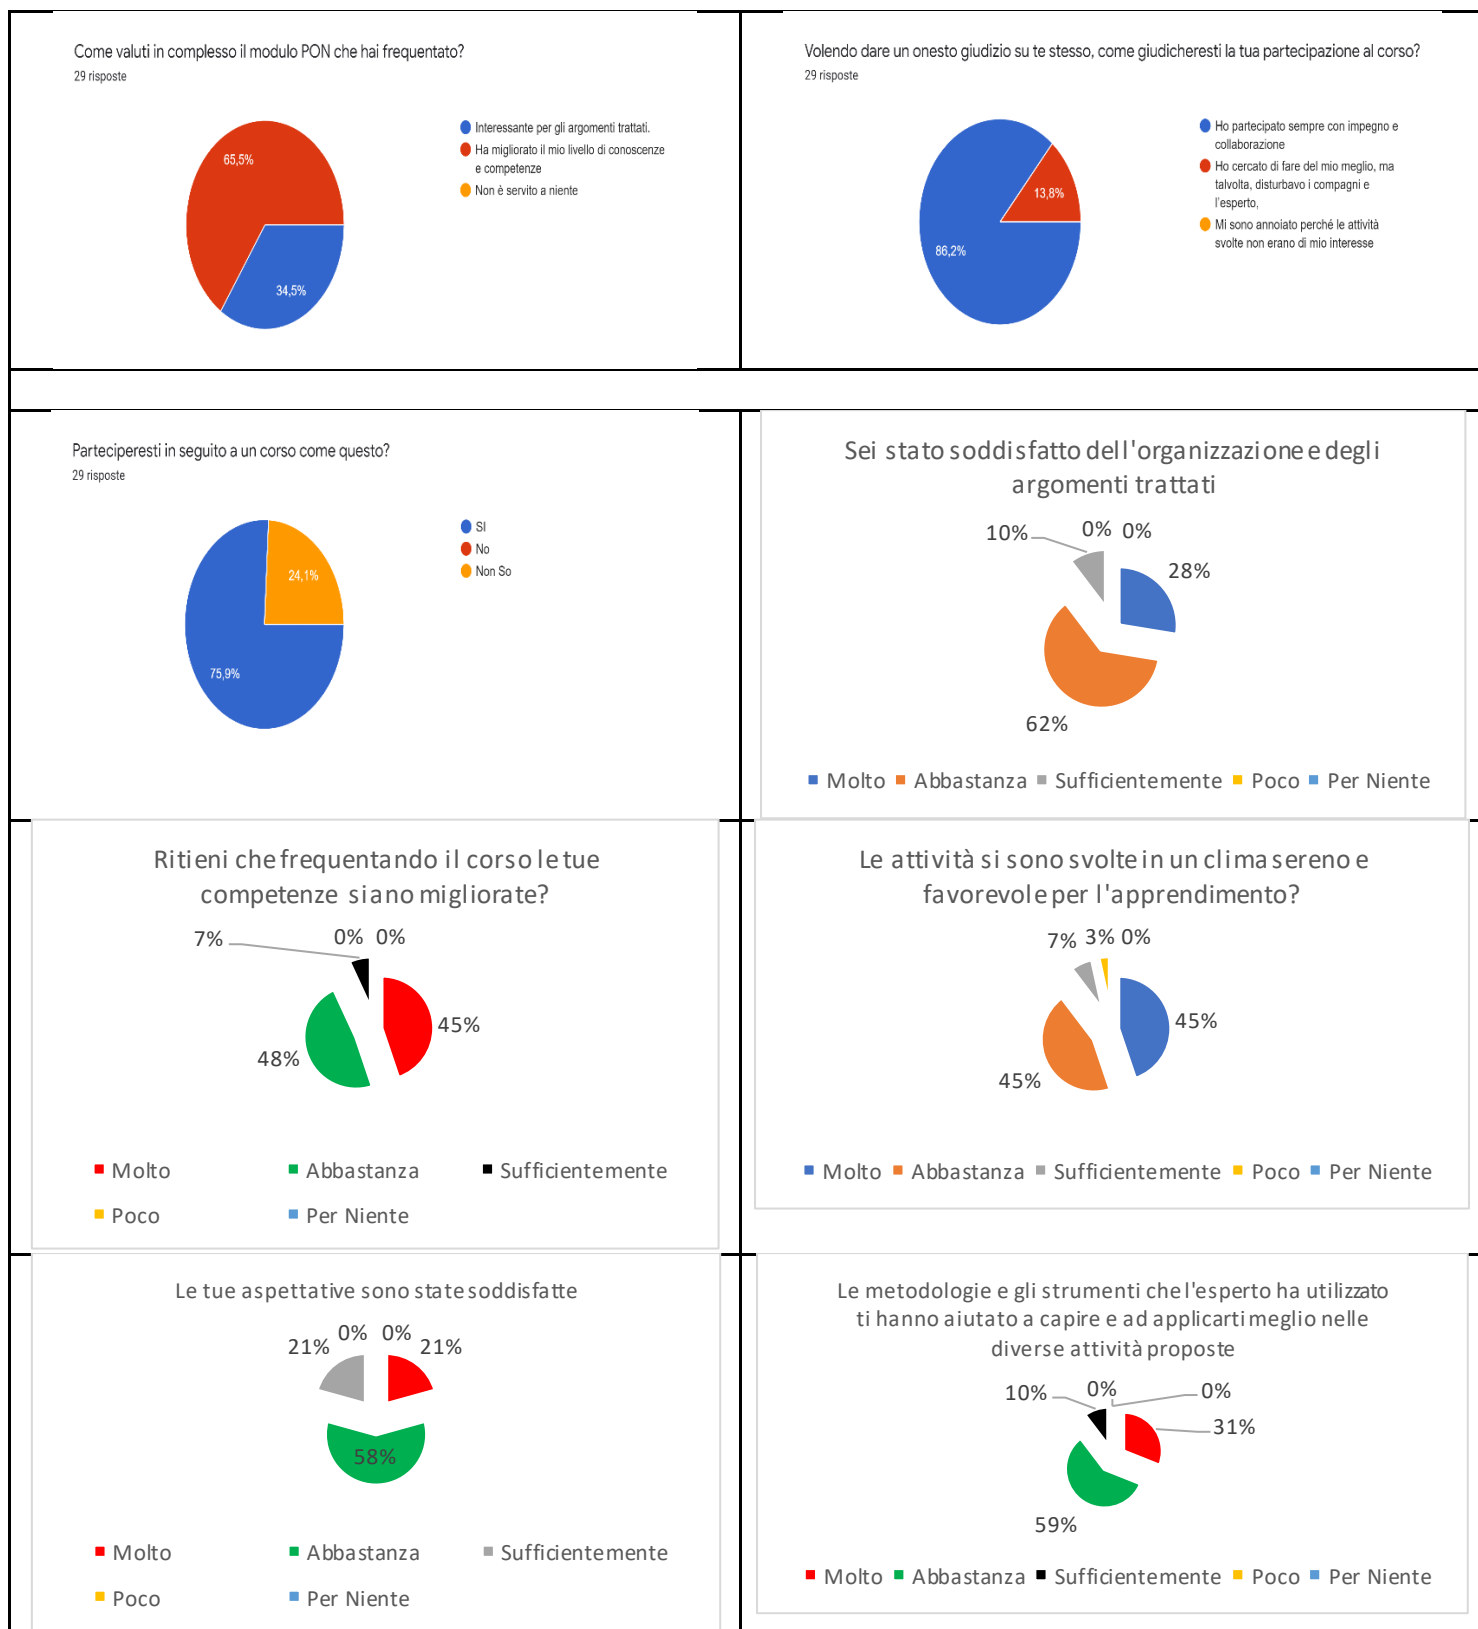 Come valuti in complesso il modulo PON che hai frequentato?
29 risposte
65,5%
34,5%
Interessante per gli argomenti trattati.
Ha migliorato il mio livello di conoscenze
e competenze
Non è servito a niente
Volendo dare un onesto giudizio su te stesso, come giudicheresti la tua partecipazione al corso?
29 risposte
13,8%
86,2%
Ho partecipato sempre con impegno e
collaborazione
Ho cercato di fare del mio meglio, ma
talvolta, disturbavo i compagni e
l'esperto,
Mi sono annoiato perché le attività
svolte non erano di mio interesse
Parteciperesti in seguito a un corso come questo?
29 risposte
24,1%
75,9%
SI
No
Non So
Sei stato soddisfatto dell'organizzazione e degli
argomenti trattati
10% 0% 0%
28%
62%
Molto Abbastanza Sufficientemente Poco Per Niente
Ritieni che frequentando il corso le tue
competenze siano migliorate?
7% 0% 0%
45%
48%
Molto Abbastanza Sufficientemente
Poco Per Niente
Le attività si sono svolte in un clima sereno e
favorevole per l'apprendimento?
7% 3% 0%
45%
45%
Molto Abbastanza Sufficientemente Poco Per Niente
Le tue aspettative sono state soddisfatte
21% 0% 0% 21%
58%
Molto Abbastanza Sufficientemente
Poco Per Niente
Le metodologie e gli strumenti che l'esperto ha utilizzato
ti hanno aiutato a capire e ad applicarti meglio nelle
diverse attività proposte
10% 0% 0%
31%
59%
Molto Abbastanza Sufficientemente Poco Per Niente